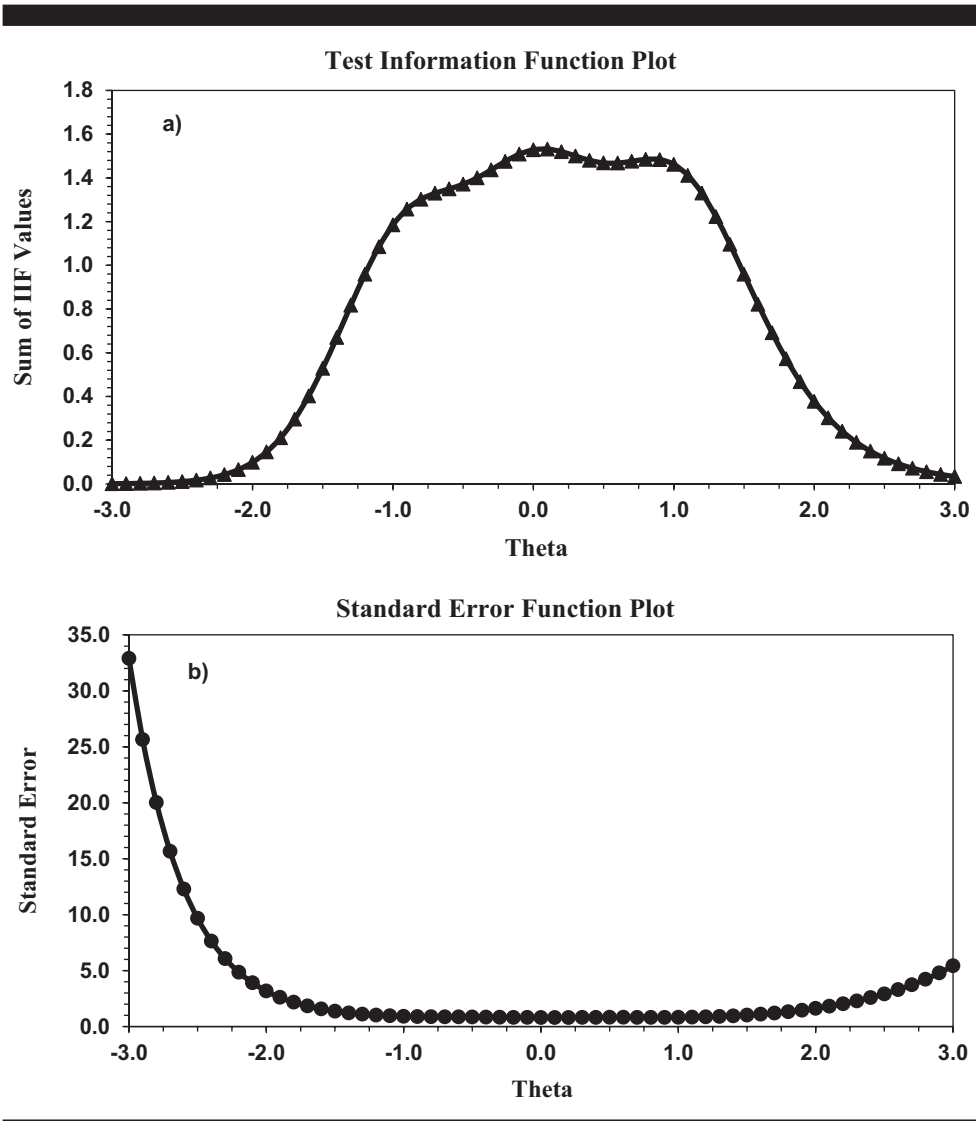 Test Information Function Plot
a)
Sum of IIF Values
1.8
1.6
1.4
1.2
1.0
0.8
0.6
0.4
0.2
0.0
-3.0 -2.0 -1.0 0.0 1.0 2.0 3.0
Theta
Standard Error Function Plot
b)
Standard Error
35.0
30.0
25.0
20.0
15.0
10.0
5.0
0.0
-3.0 -2.0 -1.0 0.0 1.0 2.0 3.0
Theta